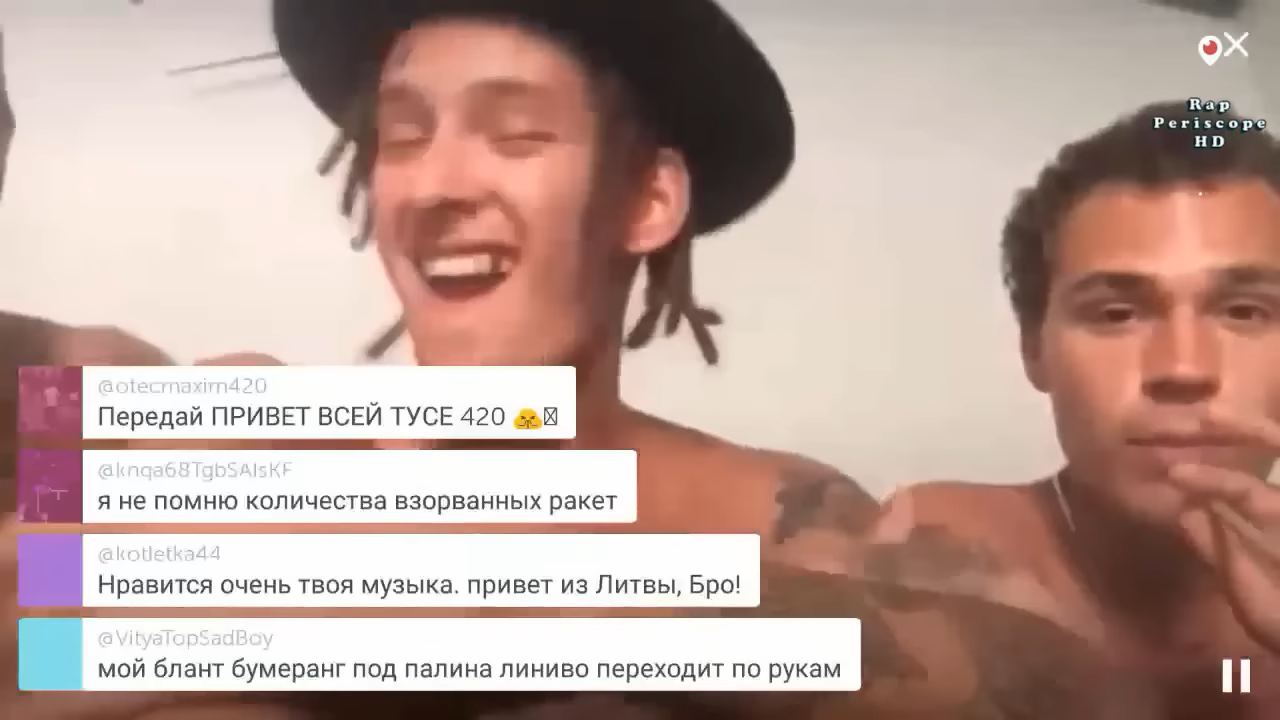 Rap
Periscope
HD
@otecmaxim420
Передай ПРИВЕТ ВСЕЙ ТУСЕ 420
@knqa68TgbSAIsKF
я не помню количества взорванных ракет
@kotletka44
Нравится очень твоя музыка. привет из Литвы, Бро!
@VityaTopSadBoy
мой блант бумеранг под палина линиво переходит по рукам